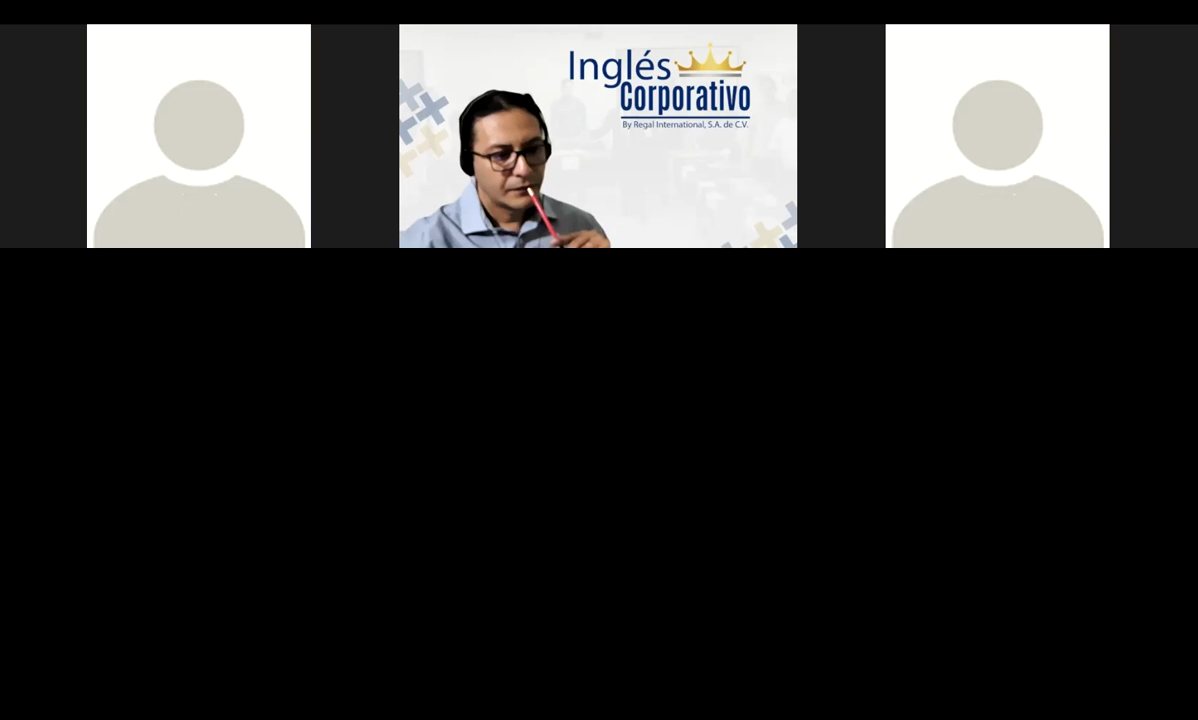 Inglés
Corporativo
By Regal International, S.A. de C.V.